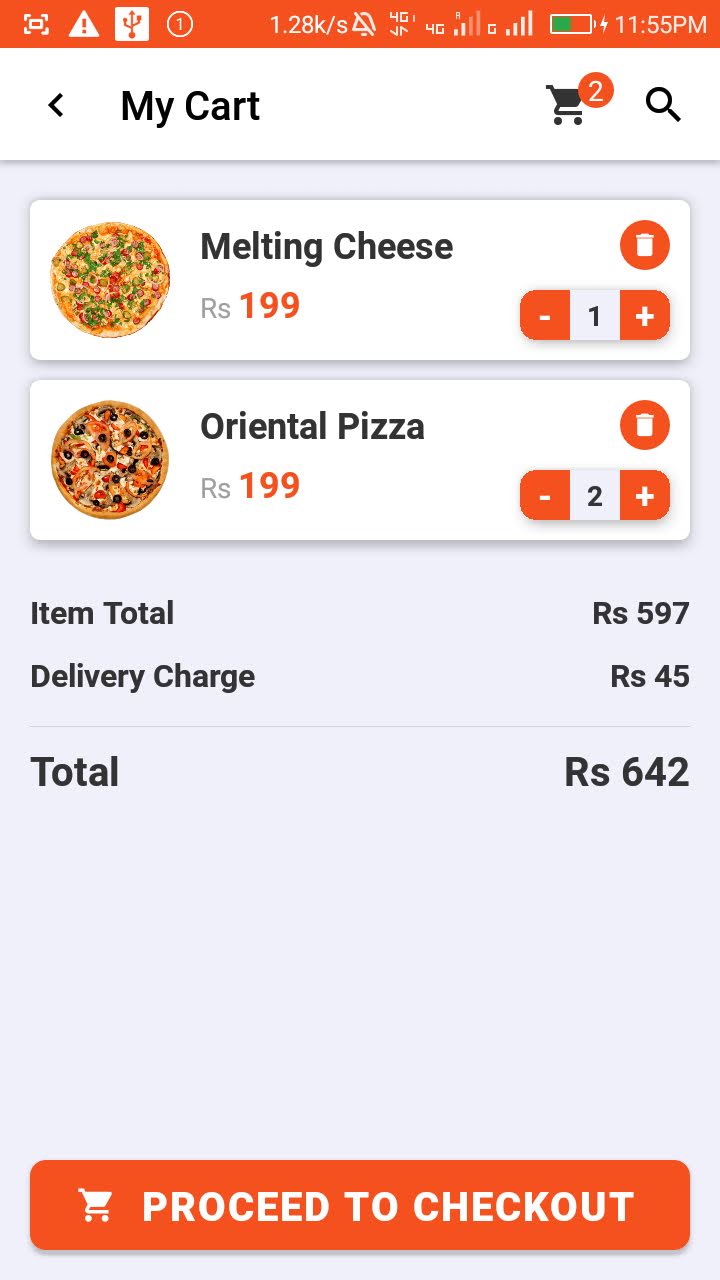 1.28k/s 4G 4G R G 11:55PM
1
My Cart
2
Melting Cheese
Rs 199
- 1 +
Oriental Pizza
Rs 199
- 2 +
Item Total Rs 597
Delivery Charge Rs 45
Total Rs 642
PROCEED TO CHECKOUT